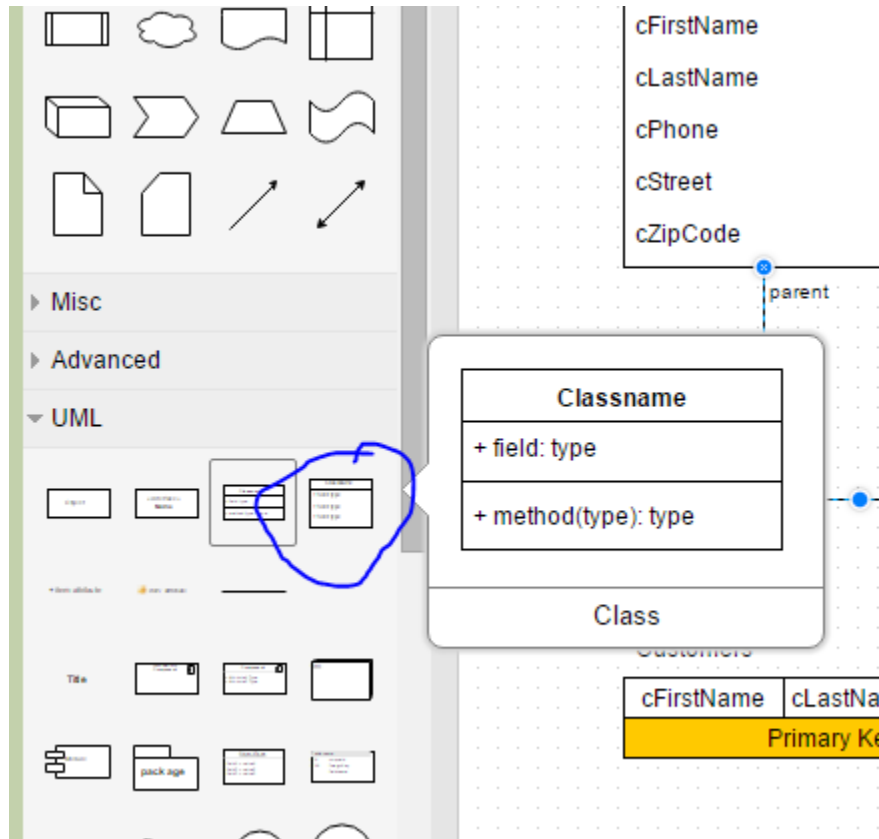 cFirstName
cLastName
cPhone
cStreet
cZipCode
parent
Misc
Advanced
UML
Classname
+ field: type
+ method(type): type
Class
Customers
Title
package
cFirstName
cLastNa
Primary Ke